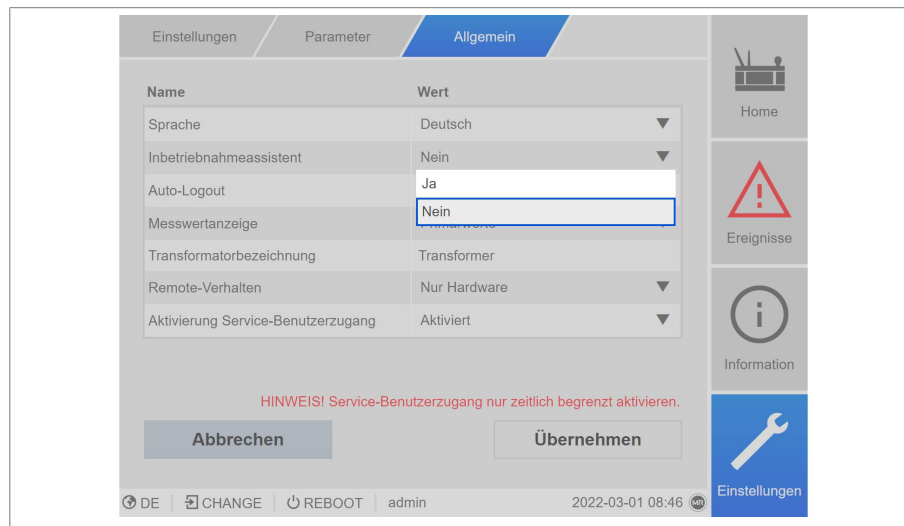 Einstellungen Parameter Allgemein
Name Wert
Sprache Deutsch
Inbetriebnahmeassistent Nein
Auto-Logout Ja
Nein
Messwertanzeige
Transformatorbezeichnung Transformer
Remote-Verhalten Nur Hardware
Aktivierung Service-Benutzerzugang Aktiviert
HINWEIS! Service-Benutzerzugang nur zeitlich begrenzt aktivieren.
Abbrechen Übernehmen
DE CHANGE REBOOT admin 2022-03-01 08:46 MR
Home
Ereignisse
Information
Einstellungen